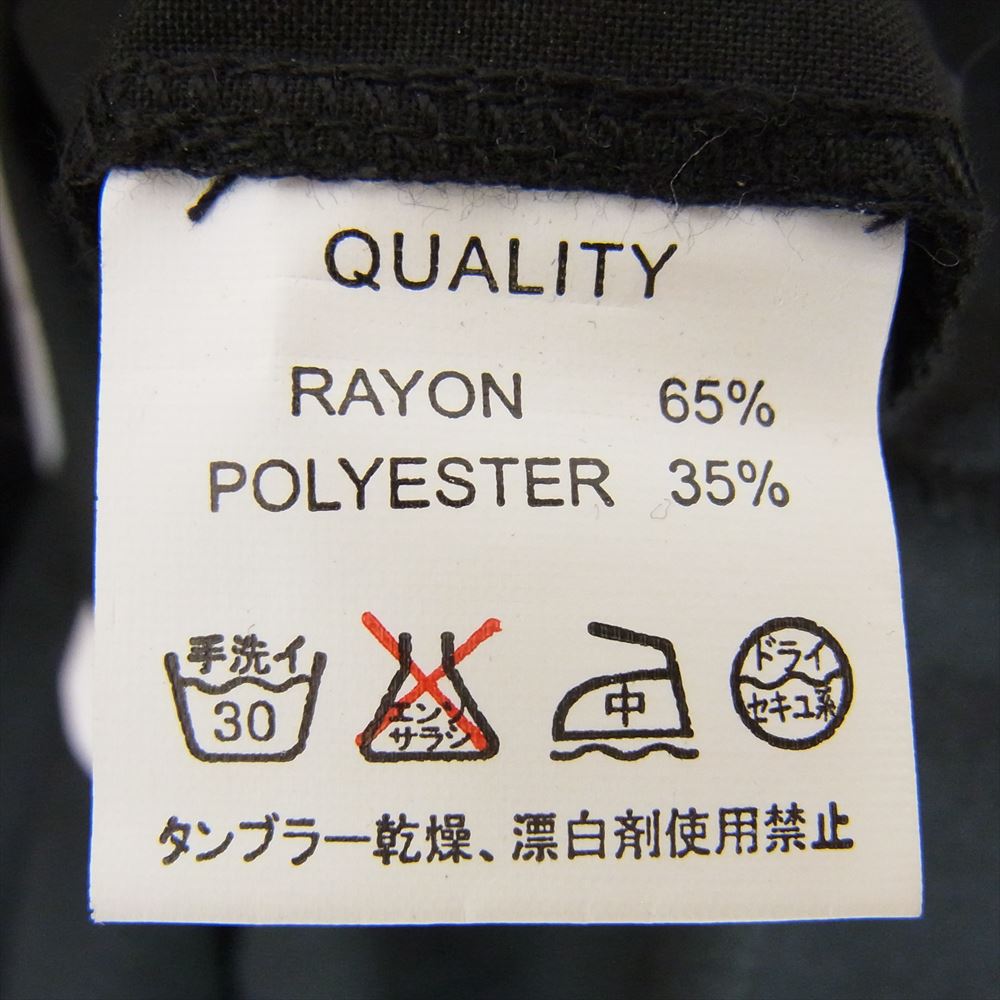 QUALITY
RAYON 65%
POLYESTER 35%
手洗イ
30
エンソ
サラシ
中
ドライ
セキユ系
タンブラー乾燥、漂白剤使用禁止